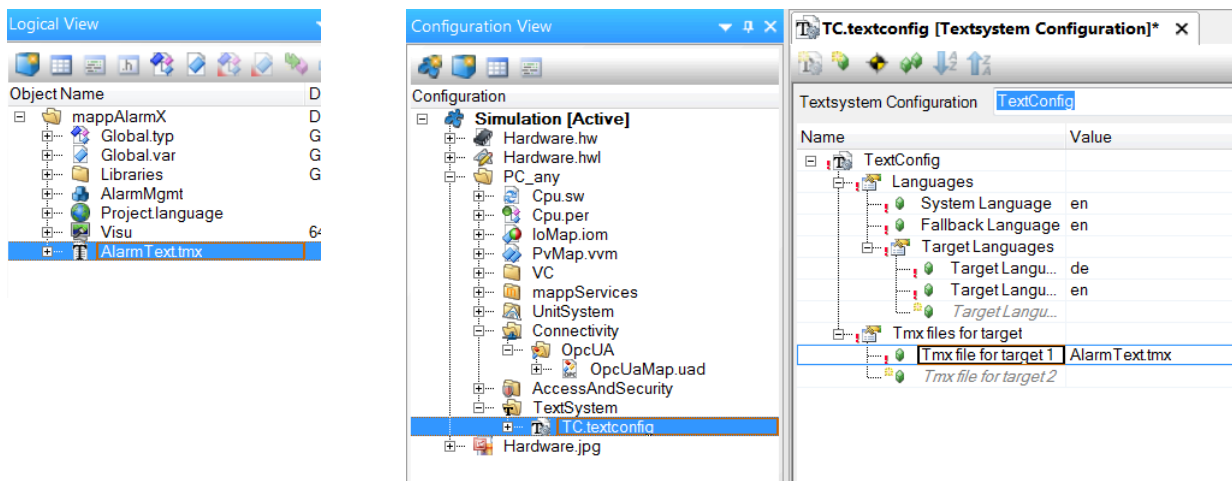 Logical View
Object Name
D
mappAlarmX
D
Global.typ
G
Global.var
G
Libraries
G
AlarmMgmt
Project.language
Visu
64
AlarmText.tmx
Configuration View
Configuration
Simulation [Active]
Hardware.hw
Hardware.hwl
PC_any
Cpu.sw
Cpu.per
IoMap.iom
PvMap.vvm
VC
mappServices
UnitSystem
Connectivity
OpcUA
OpcUaMap.uad
AccessAndSecurity
TextSystem
TC.textconfig
Hardware.jpg
TC.textconfig [Textsystem Configuration]*
Textsystem Configuration TextConfig
Name Value
TextConfig
Languages
System Language en
Fallback Language en
Target Languages
Target Langu... de
Target Langu... en
Target Langu...
Tmx files for target
Tmx file for target 1 AlarmText.tmx
Tmx file for target 2